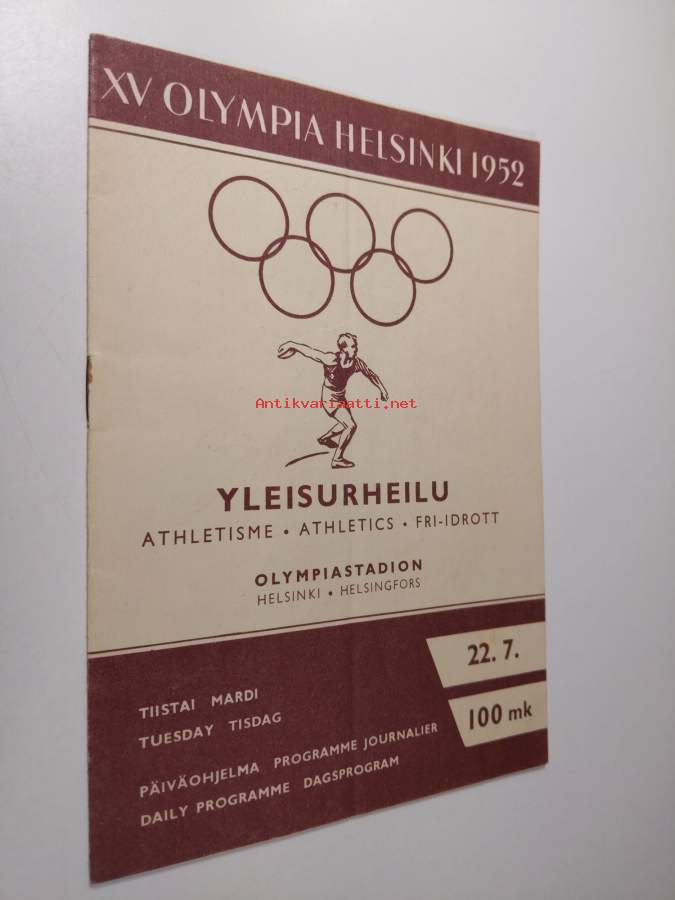 XV OLYMPIA HELSINKI 1952
Antikvariaatti.net
YLEISURHEILU
ATHLETISME • ATHLETICS • FRI-IDROTT
OLYMPIASTADION
HELSINKI • HELSINGFORS
22. 7.
100 mk
TIISTAI MARDI
TUESDAY TISDAG
PÄIVÄOHJELMA PROGRAMME JOURNALIER
DAILY PROGRAMME DAGSPROGRAM